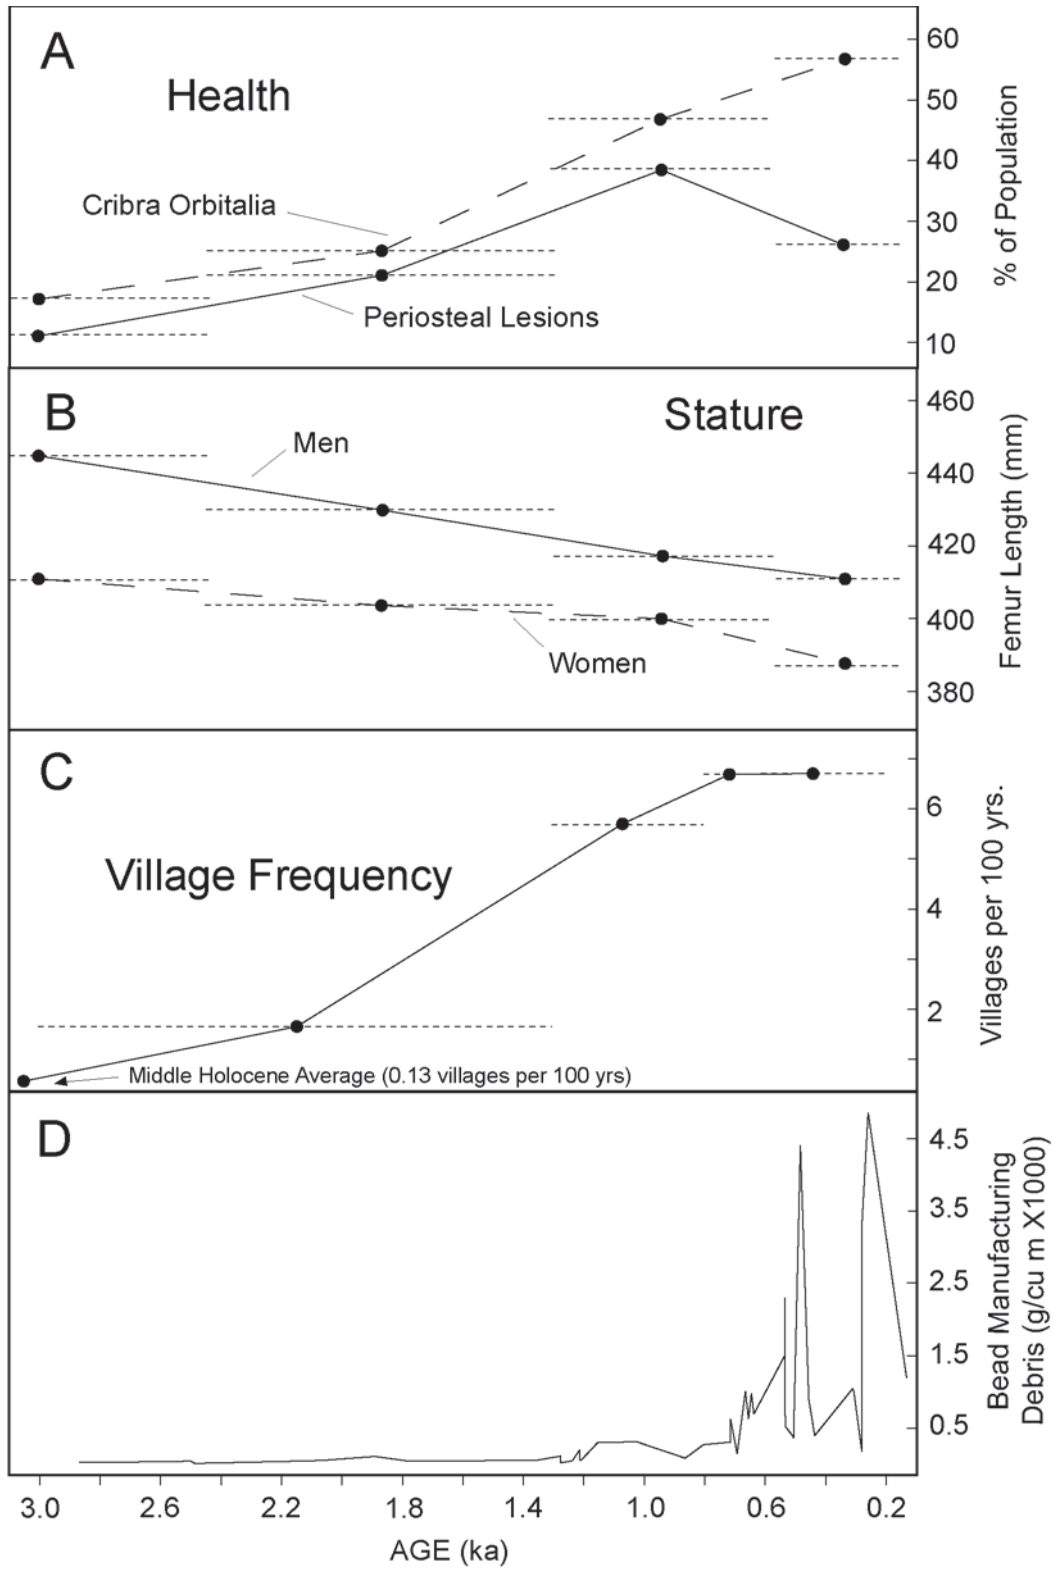 A
Health
Cribra Orbitalia
Periosteal Lesions
60
50
40
30
20
10
% of Population
B
Stature
Men
Women
460
440
420
400
380
Femur Length (mm)
C
Village Frequency
Middle Holocene Average (0.13 villages per 100 yrs)
6
4
2
Villages per 100 yrs.
D
4.5
3.5
2.5
1.5
0.5
Bead Manufacturing
Debris (g/cu m X1000)
3.0 2.6 2.2 1.8 1.4 1.0 0.6 0.2
AGE (ka)